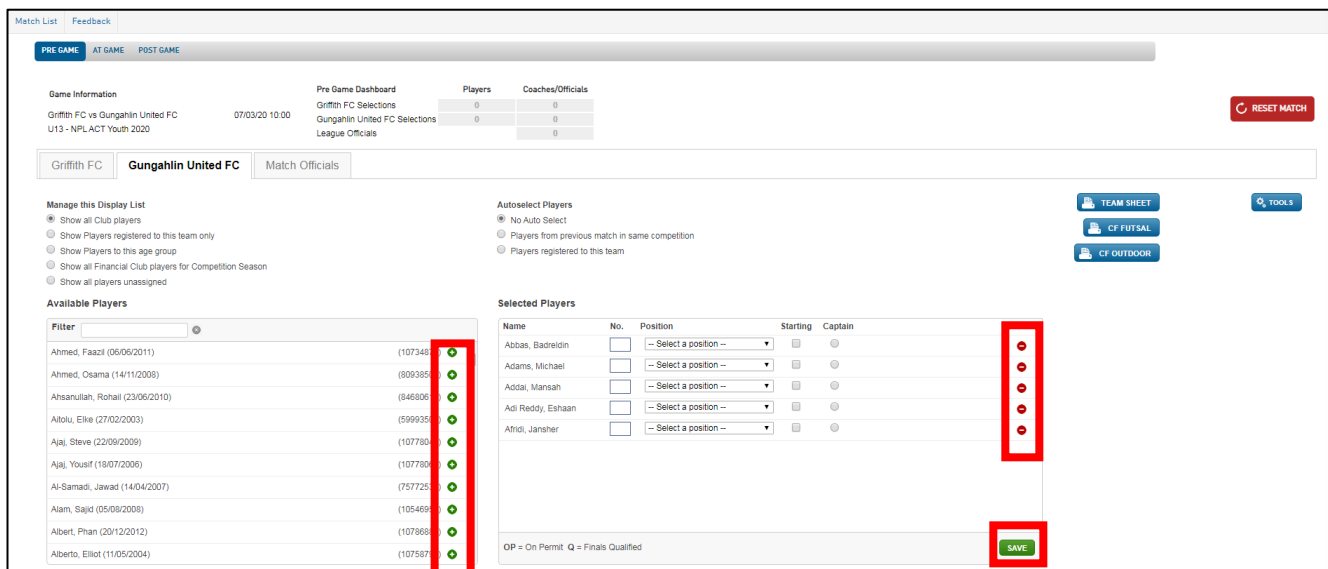 Match List Feedback
PRE GAME AT GAME POST GAME
Game Information
Griffith FC vs Gungahlin United FC 07/03/20 10:00
U13 - NPL ACT Youth 2020
Pre Game Dashboard Players Coaches/Officials
Griffith FC Selections 0 0
Gungahlin United FC Selections 0 0
League Officials 0
RESET MATCH
Griffith FC Gungahlin United FC Match Officials
Manage this Display List
Show all Club players
Show Players registered to this team only
Show Players to this age group
Show all Financial Club players for Competition Season
Show all players unassigned
Autoselect Players
No Auto Select
Players from previous match in same competition
Players registered to this team
TEAM SHEET
CF FUTSAL
CF OUTDOOR
TOOLS
Available Players
Filter
Ahmed, Faazil (06/06/2011)
Ahmed, Osama (14/11/2008)
Ahsanullah, Rohail (23/06/2010)
Aitolu, Elke (27/02/2003)
Ajaj, Steve (22/09/2009)
Ajaj, Yousif (18/07/2006)
Al-Samadi, Jawad (14/04/2007)
Alam, Sajid (05/08/2008)
Albert, Phan (20/12/2012)
Alberto, Elliot (11/05/2004)
Selected Players
Name No. Position Starting Captain
Abbas, Badreldin -- Select a position --
Adams, Michael -- Select a position --
Addai, Mansah -- Select a position --
Adi Reddy, Eshaan -- Select a position --
Afridi, Jansher -- Select a position --
OP = On Permit Q = Finals Qualified
SAVE